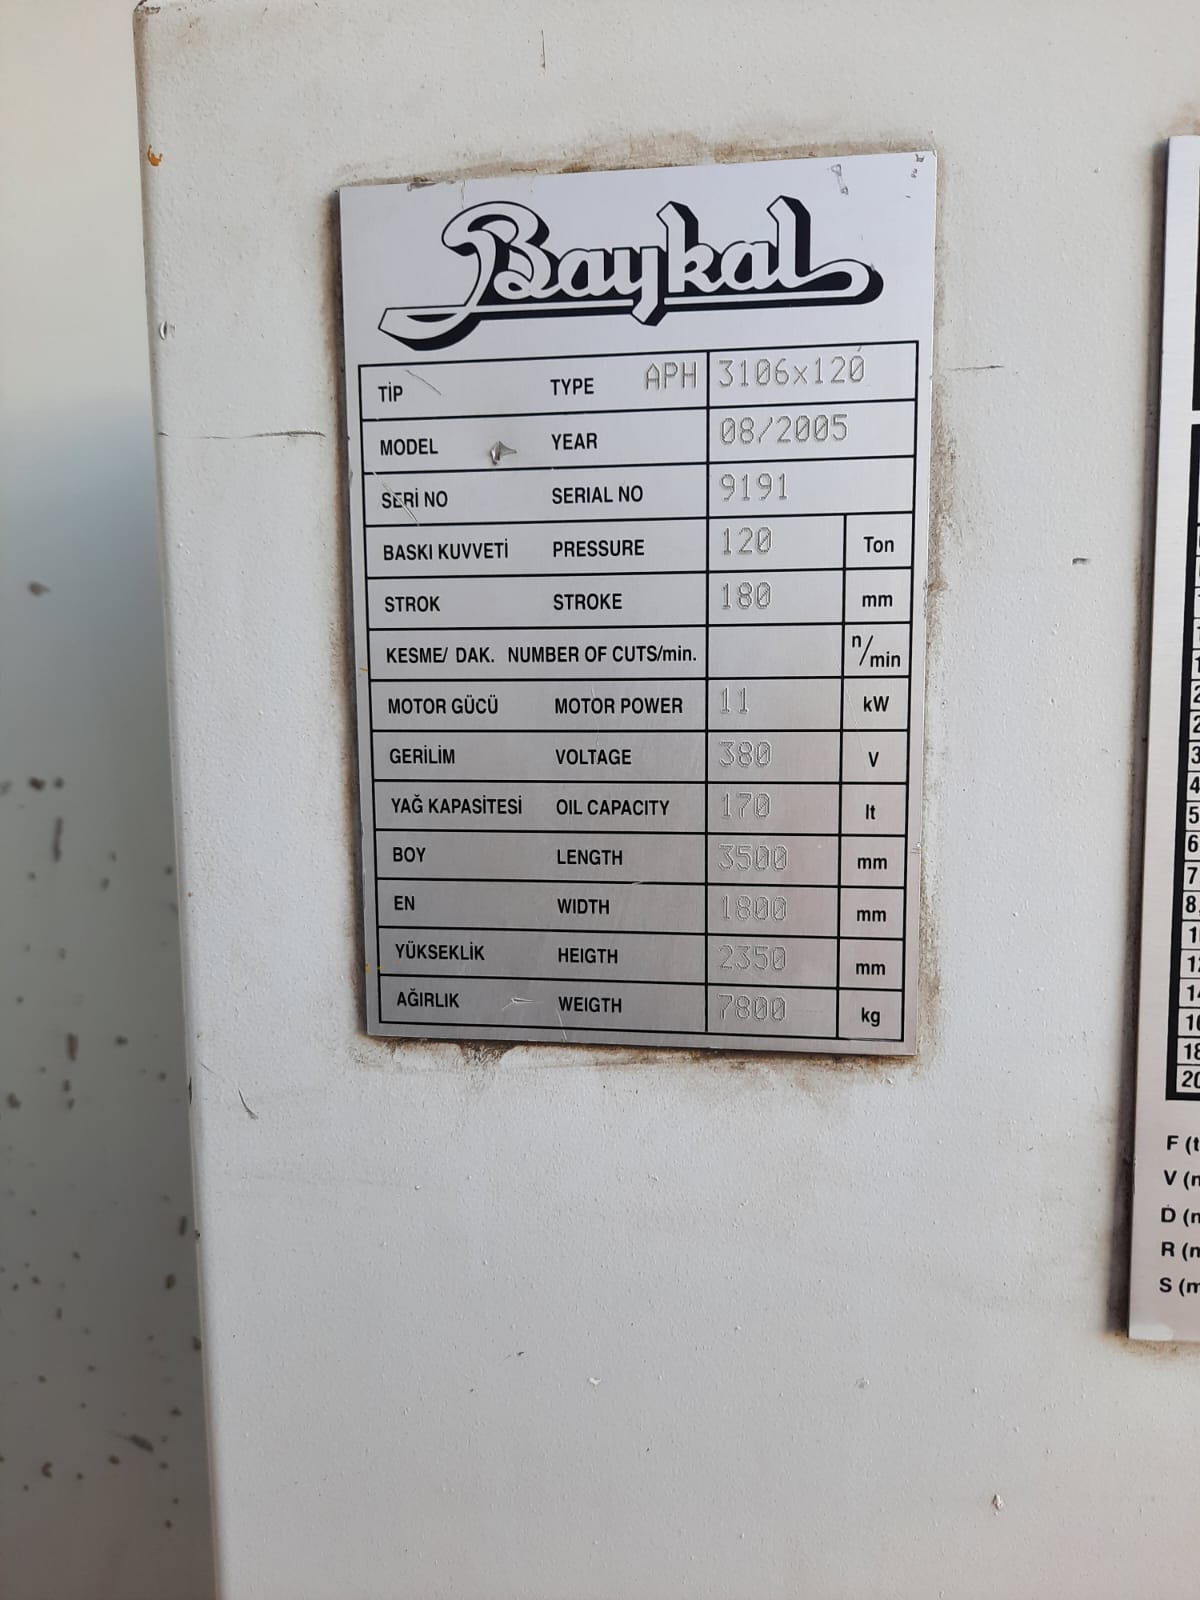 Baykal
TİP TYPE APH 3106x120
MODEL YEAR 08/2005
SERİ NO SERIAL NO 9191
BASKI KUVVETİ PRESSURE 120 Ton
STROK STROKE 180 mm
KESME/ DAK. NUMBER OF CUTS/min. n/min
MOTOR GÜCÜ MOTOR POWER 11 kW
GERİLİM VOLTAGE 380 V
YAĞ KAPASİTESİ OIL CAPACITY 170 lt
BOY LENGTH 3500 mm
EN WIDTH 1800 mm
YÜKSEKLİK HEIGTH 2350 mm
AĞIRLIK WEIGTH 7800 kg
F
V
D
R
S